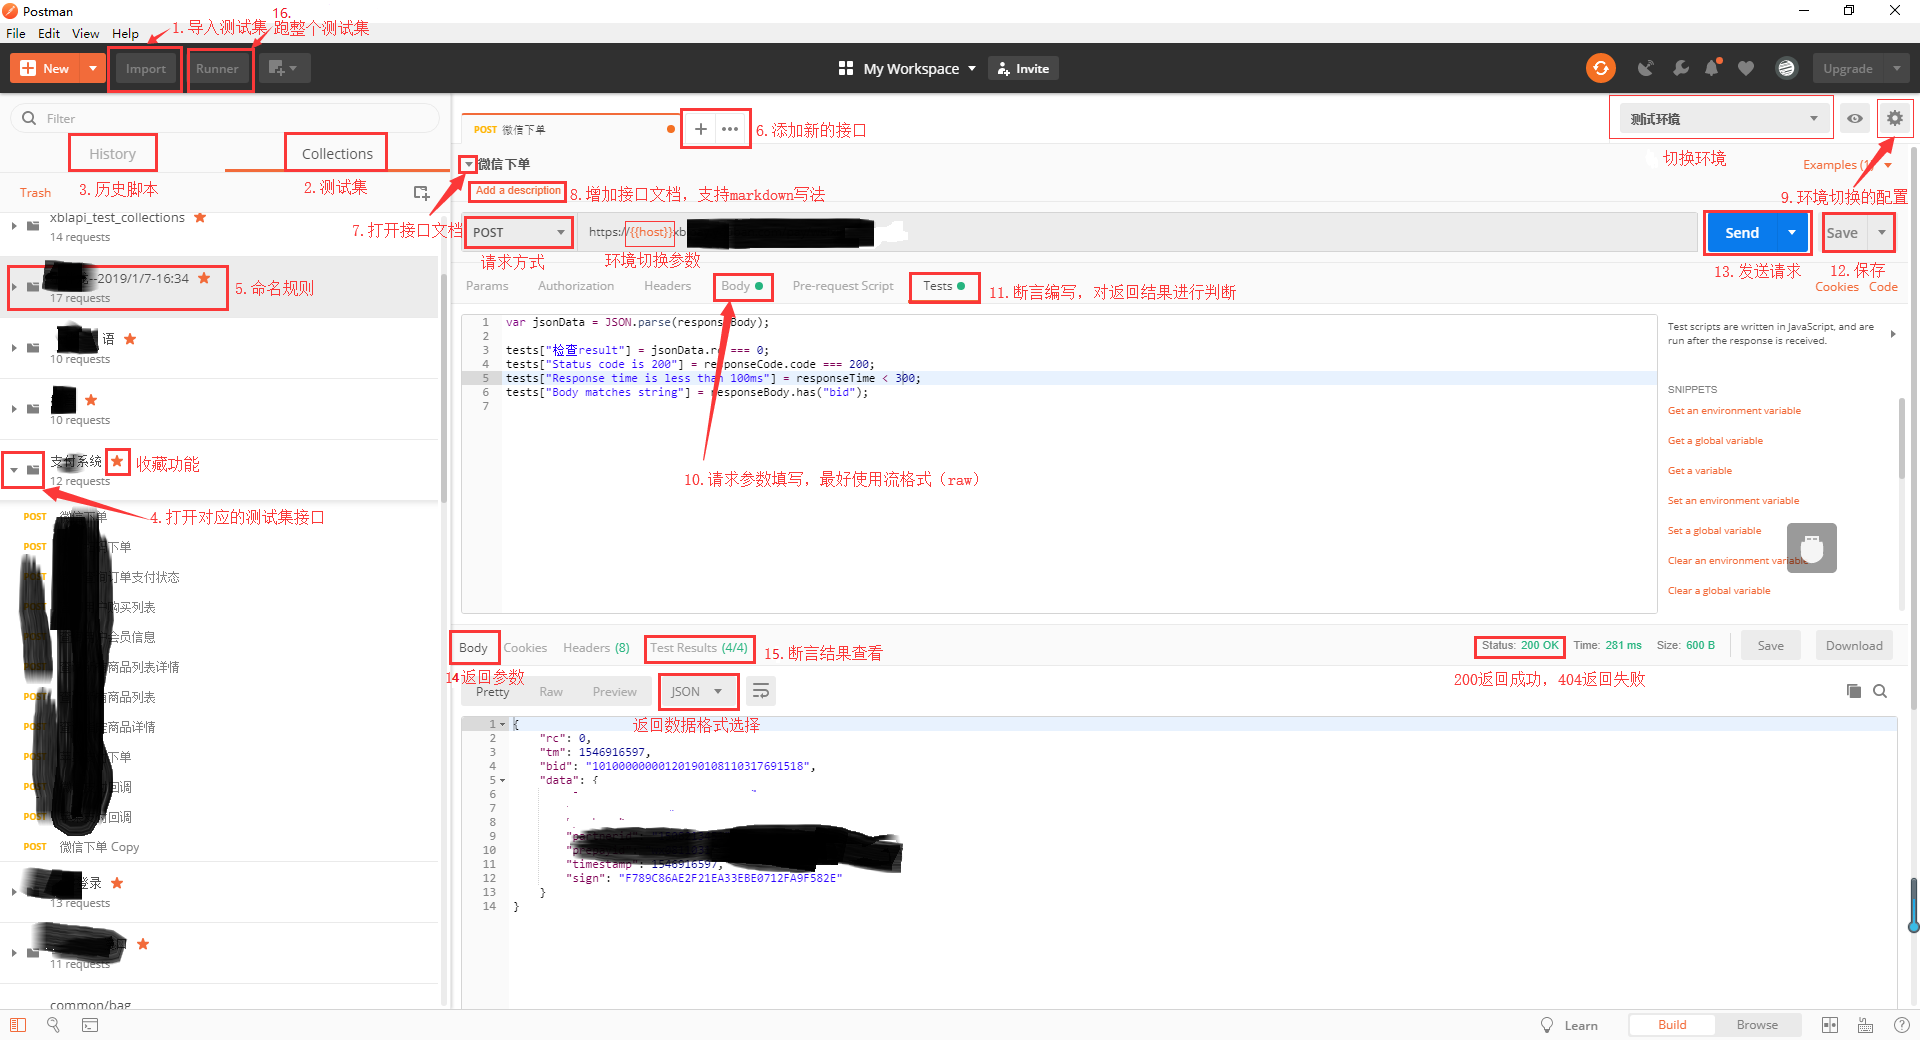 Postman
File Edit View Help
1. 导入测试集
16.
跑整个测试集
New
Import
Runner
My Workspace
Invite
Upgrade
Filter
History
Collections
3. 历史脚本
2. 测试集
Trash
xblapi_test_collections
14 requests
--2019/1/7-16:34
17 requests
5. 命名规则
语
10 requests
10 requests
支付系统
收藏功能
12 requests
4. 打开对应的测试集接口
POST 微信下单
POST 下单
订单支付状态
购买列表
会员信息
商品列表详情
POST 商品列表
商品详情
下单
回调
POST 回调
POST 微信下单 Copy
登录
13 requests
11 requests
common/bag
POST 微信下单
6. 添加新的接口
测试环境
切换环境
微信下单
Examples (1)
Add a description
8. 增加接口文档，支持markdown写法
9. 环境切换的配置
7. 打开接口文档
POST
https://{{host}}xb
Send
Save
请求方式
环境切换参数
13. 发送请求
12. 保存
Params Authorization Headers Body Pre-request Script Tests
11. 断言编写，对返回结果进行判断
Cookies Code
1 var jsonData = JSON.parse(responseBody);
2
3 tests["检查result"] = jsonData.rc === 0;
4 tests["Status code is 200"] = responseCode.code === 200;
5 tests["Response time is less than 100ms"] = responseTime < 300;
6 tests["Body matches string"] = responseBody.has("bid");
7
10. 请求参数填写，最好使用流格式（raw）
Test scripts are written in JavaScript, and are
run after the response is received.
SNIPPETS
Get an environment variable
Get a global variable
Get a variable
Set an environment variable
Set a global variable
Clear an environment variable
Clear a global variable
Body Cookies Headers (8) Test Results (4/4)
15. 断言结果查看
Status: 200 OK Time: 281 ms Size: 600 B
Save
Download
14返回参数
200返回成功，404返回失败
Pretty Raw Preview JSON
返回数据格式选择
1 {
2 "rc": 0,
3 "tm": 1546916597,
4 "bid": "10100000000120190108110317691518",
5 "data": {
6
7
8
9
10
11 "timestamp": 1546916597,
12 "sign": "F789C86AE2F21EA33EBE0712FA9F582E"
13 }
14 }
Learn
Build
Browse